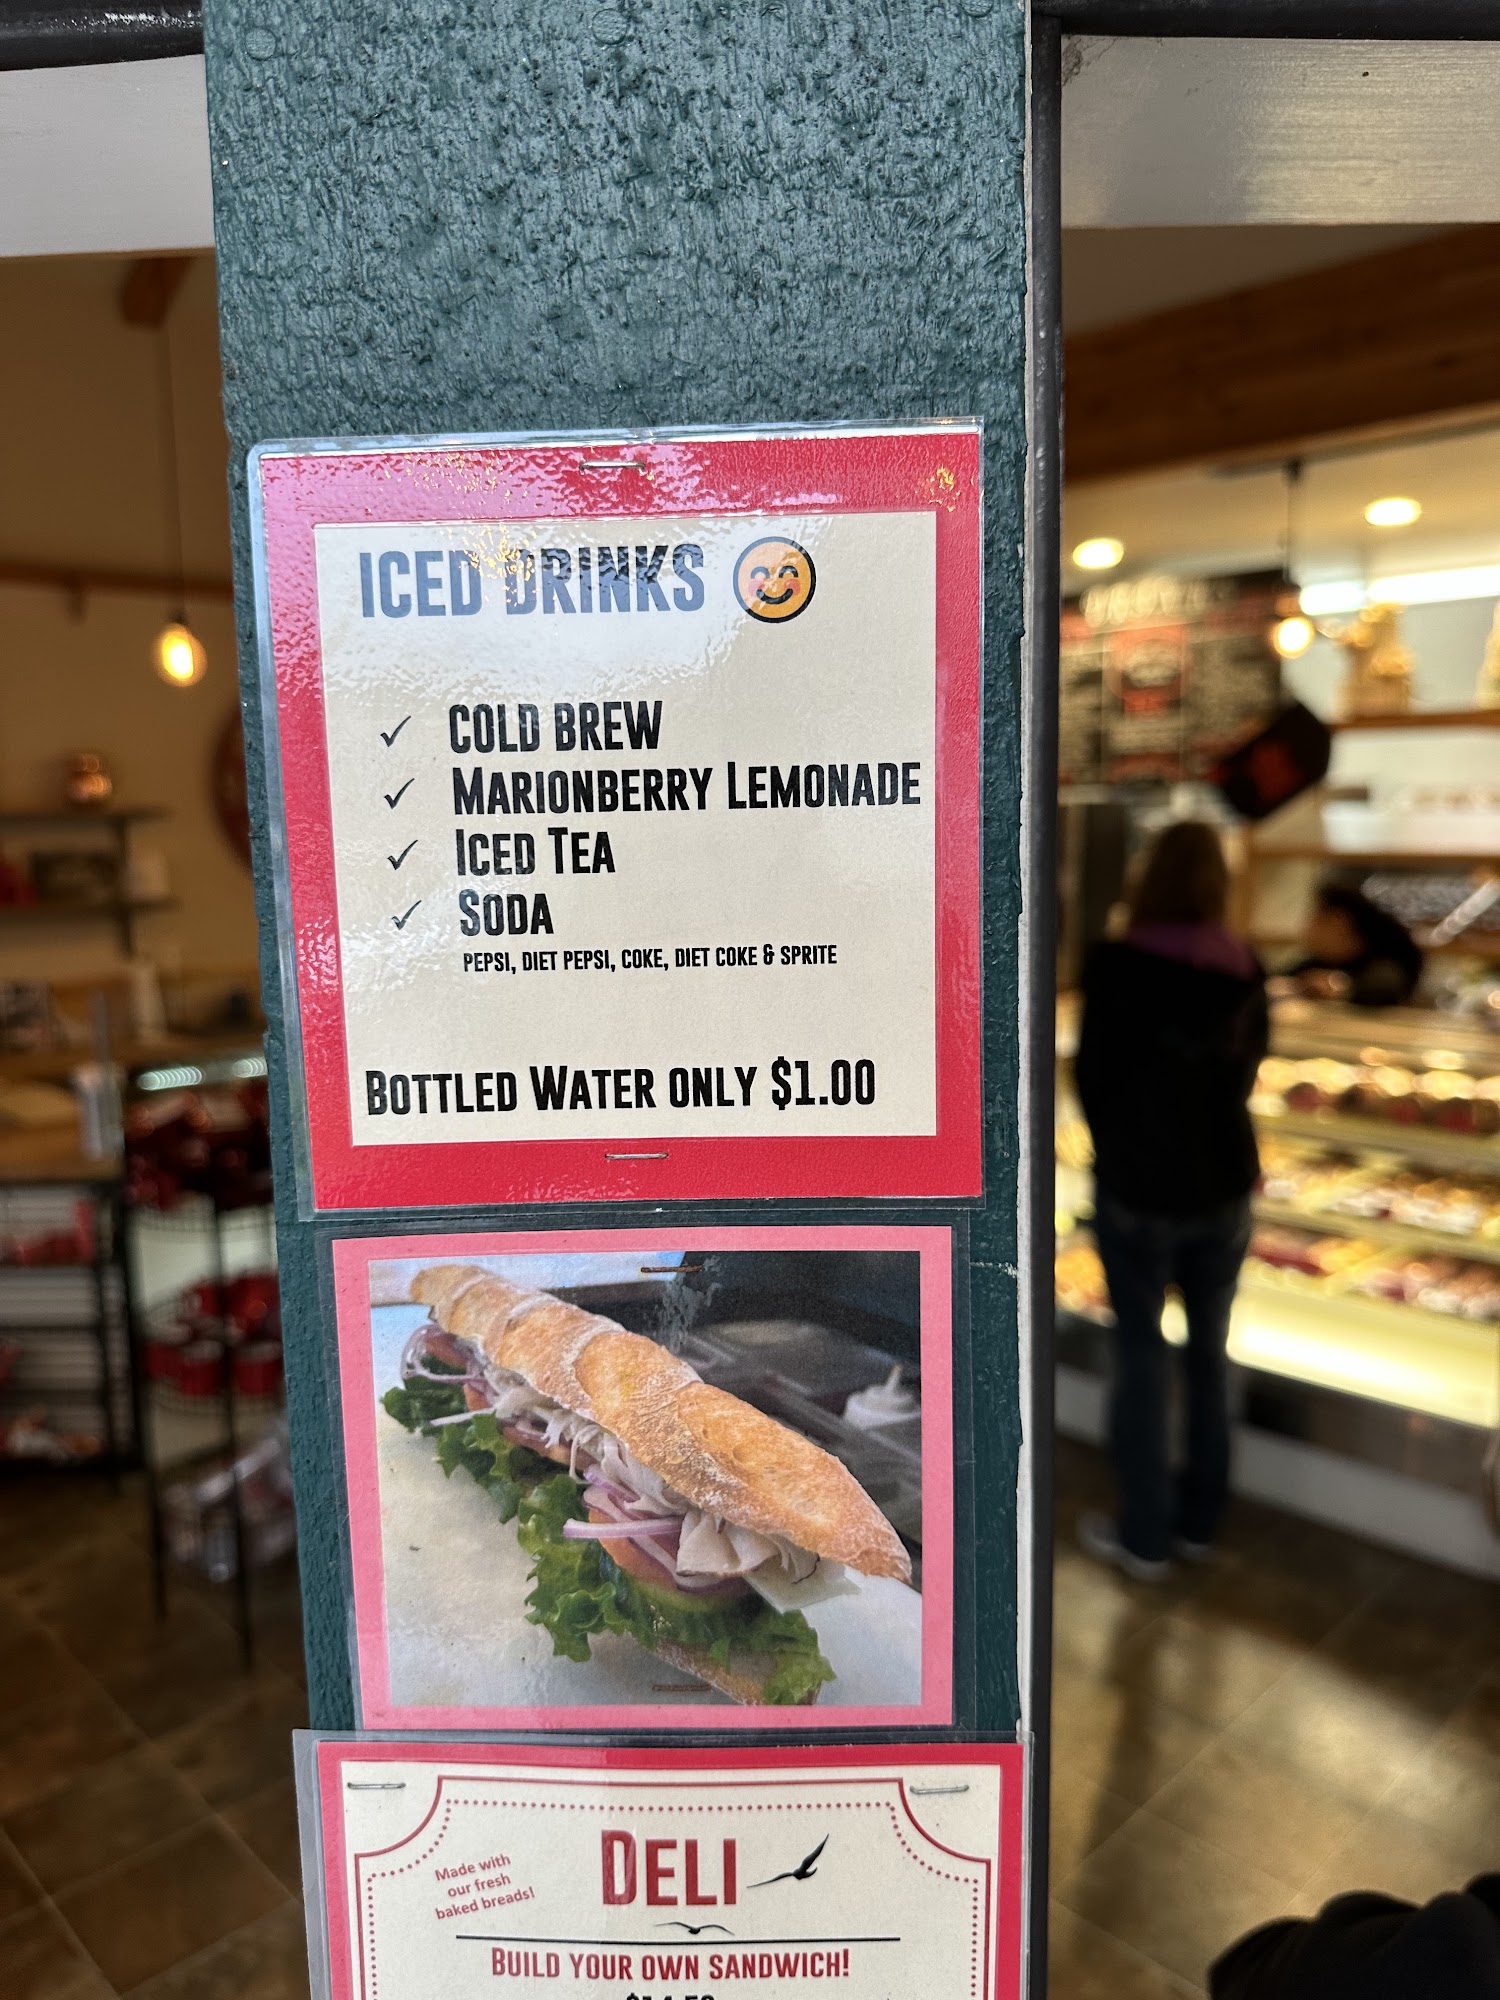 ICED DRINKS
COLD BREW
MARIONBERRY LEMONADE
ICED TEA
SODA
PEPSI, DIET PEPSI, COKE, DIET COKE & SPRITE
BOTTLED WATER ONLY $1.00
Made with
our fresh
baked breads!
DELI
BUILD YOUR OWN SANDWICH!